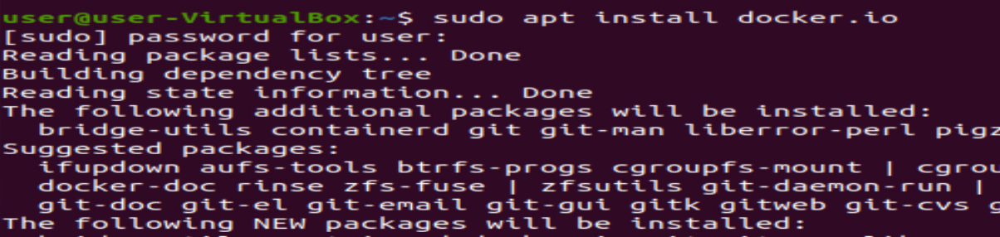 user@user-VirtualBox:~$ sudo apt install docker.io
[sudo] password for user:
Reading package lists... Done
Building dependency tree
Reading state information... Done
The following additional packages will be installed:
  bridge-utils containerd git git-man liberror-perl pigz
Suggested packages:
  ifupdown aufs-tools btrfs-progs cgroupfs-mount | cgrou
  docker-doc rinse zfs-fuse | zfsutils git-daemon-run |
  git-doc git-el git-email git-gui gitk gitweb git-cvs g
The following NEW packages will be installed: